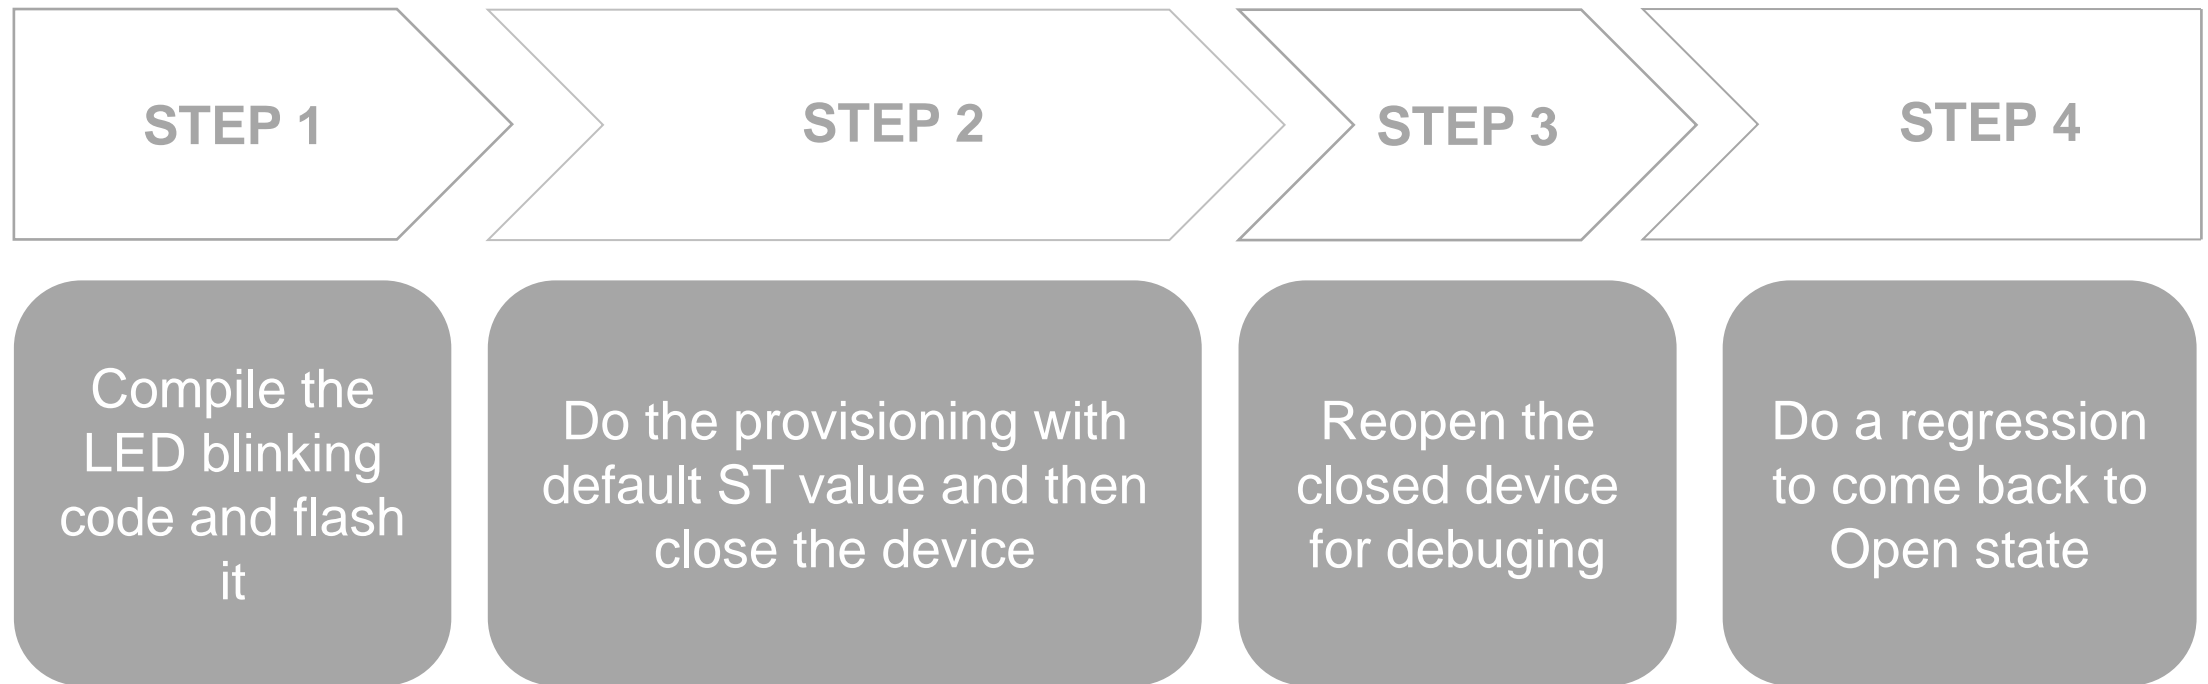 STEP 1
STEP 2
STEP 3
STEP 4
Compile the
LED blinking
code and flash
it
Do the provisioning with
default ST value and then
close the device
Reopen the
closed device
for debuging
Do a regression
to come back to
Open state